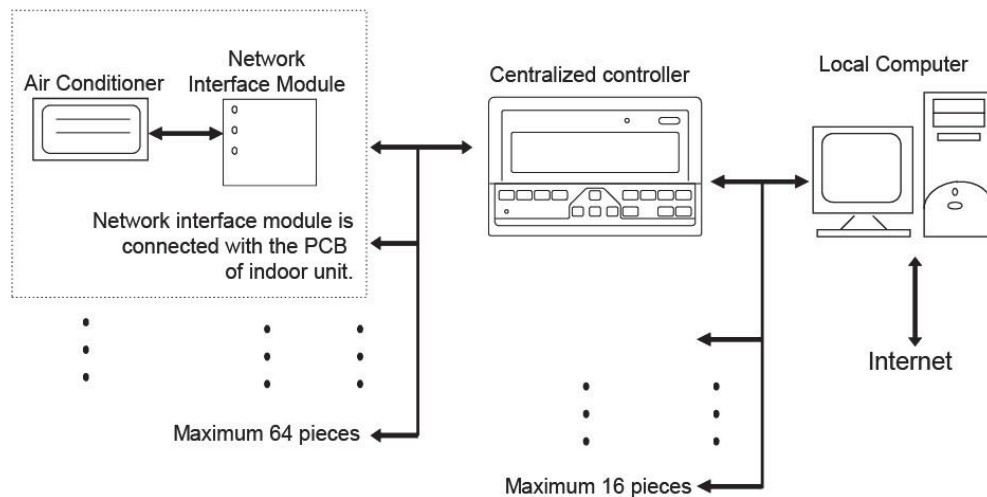 Air Conditioner
Network
Interface Module
Centralized controller
Local Computer
Network interface module is
connected with the PCB
of indoor unit.
Internet
Maximum 64 pieces
Maximum 16 pieces